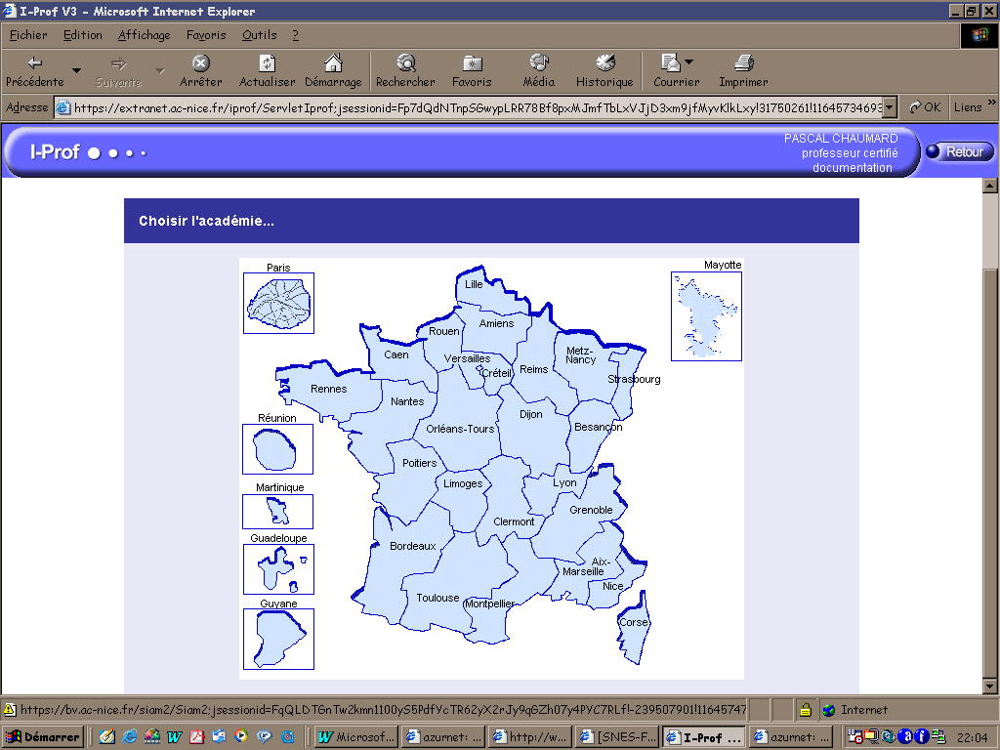 I-Prof V3 - Microsoft Internet Explorer
Fichier Edition Affichage Favoris Outils ?
Précédente Suivante Arrêter Actualiser Démarrage Rechercher Favoris Média Historique Courrier Imprimer
Adresse https://extranet.ac-nice.fr/iprof/ServletIprof;jsessionid=Fp7dQdNTnpSGwypLRR78Bf8pxMJmfTbLxVJjD3xm9jfMyvKlkLxy!31750261!1164573469 OK Liens »
I-Prof
PASCAL CHAUMARD
professeur certifié
documentation
Retour
Choisir l'académie...
Paris
Mayotte
Lille
Amiens
Rouen
Caen
Versailles
Créteil
Reims
Metz-
Nancy
Strasbourg
Rennes
Nantes
Orléans-Tours
Dijon
Besançon
Réunion
Poitiers
Limoges
Lyon
Martinique
Grenoble
Clermont
Guadeloupe
Bordeaux
Aix-
Marseille
Nice
Toulouse
Montpellier
Guyane
Corse
https://bv.ac-nice.fr/siam2/Siam2;jsessionid=FqQLDTGnTw2kmn1100yS5PdfYcTR62yX2rJy9qGZh07y4PYC7RLf!-239507901!11645747 Internet
Démarrer Microsof... azurnet: ... http://w... [SNES-F... I-Prof ... azurnet: ... 22:04